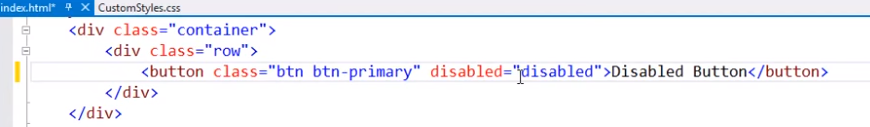 index.html* CustomStyles.css
<div class="container">
<div class="row">
<button class="btn btn-primary" disabled="disabled">Disabled Button</button>
</div>
</div>